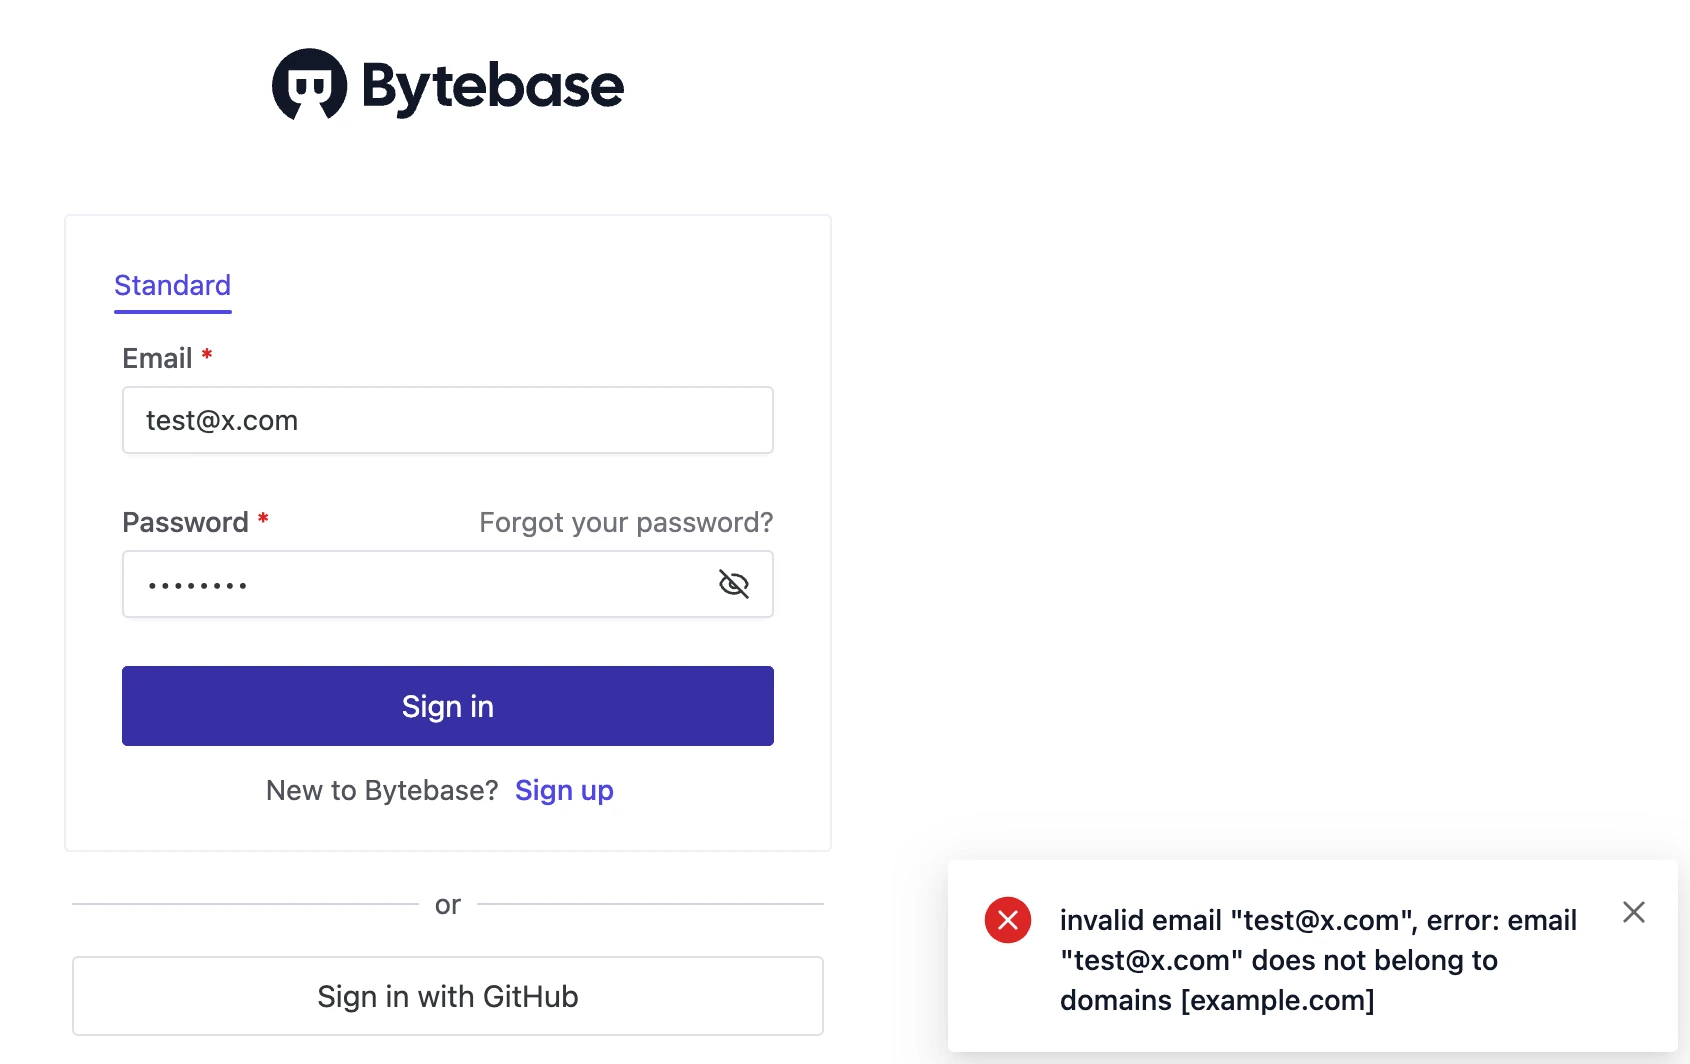 Bytebase
Standard
Email *
test@x.com
Password *
Forgot your password?
••••••••
Sign in
New to Bytebase? Sign up
or
Sign in with GitHub
invalid email "test@x.com", error: email
"test@x.com" does not belong to
domains [example.com]